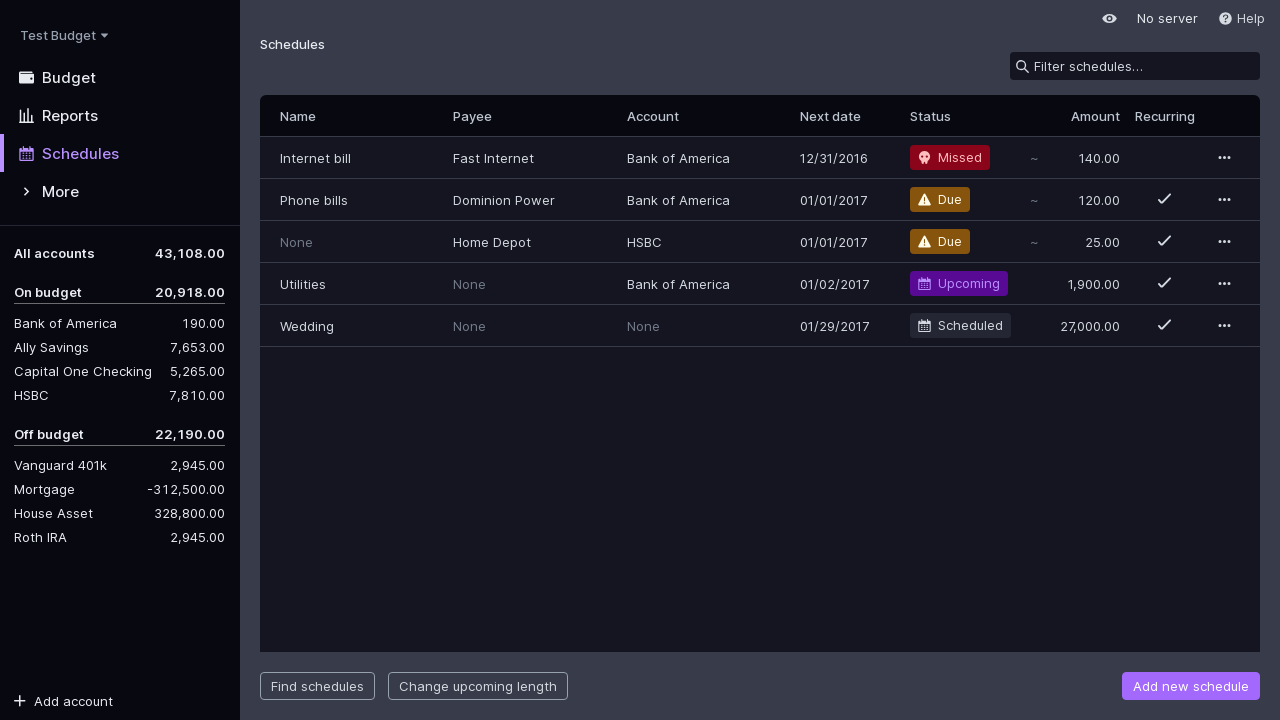 Test Budget
Budget
Reports
Schedules
More
All accounts 43,108.00
On budget 20,918.00
Bank of America 190.00
Ally Savings 7,653.00
Capital One Checking 5,265.00
HSBC 7,810.00
Off budget 22,190.00
Vanguard 401k 2,945.00
Mortgage -312,500.00
House Asset 328,800.00
Roth IRA 2,945.00
Add account
No server Help
Schedules
Filter schedules…
Name Payee Account Next date Status Amount Recurring
Internet bill Fast Internet Bank of America 12/31/2016 Missed ~ 140.00
Phone bills Dominion Power Bank of America 01/01/2017 Due ~ 120.00
None Home Depot HSBC 01/01/2017 Due ~ 25.00
Utilities None Bank of America 01/02/2017 Upcoming 1,900.00
Wedding None None 01/29/2017 Scheduled 27,000.00
Find schedules Change upcoming length Add new schedule